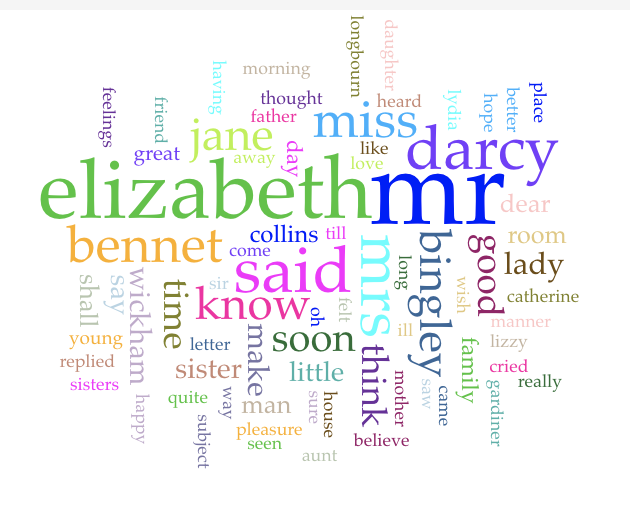 longbourn
daughter
morning
having
feelings
friend
thought
father
heard
lydia
hope
better
place
miss
jane
great
away
day
like
love
darcy
elizabeth
mr
dear
bennet
collins
till
come
said
mrs
long
bingley
good
room
lady
wish
catherine
shall
say
wickham
time
sir
know
oh
felt
ill
manner
lizzy
young
letter
make
soon
replied
sister
little
think
mother
family
cried
really
sisters
happy
quite
way
man
sure
house
saw
came
gardiner
subject
pleasure
seen
believe
aunt